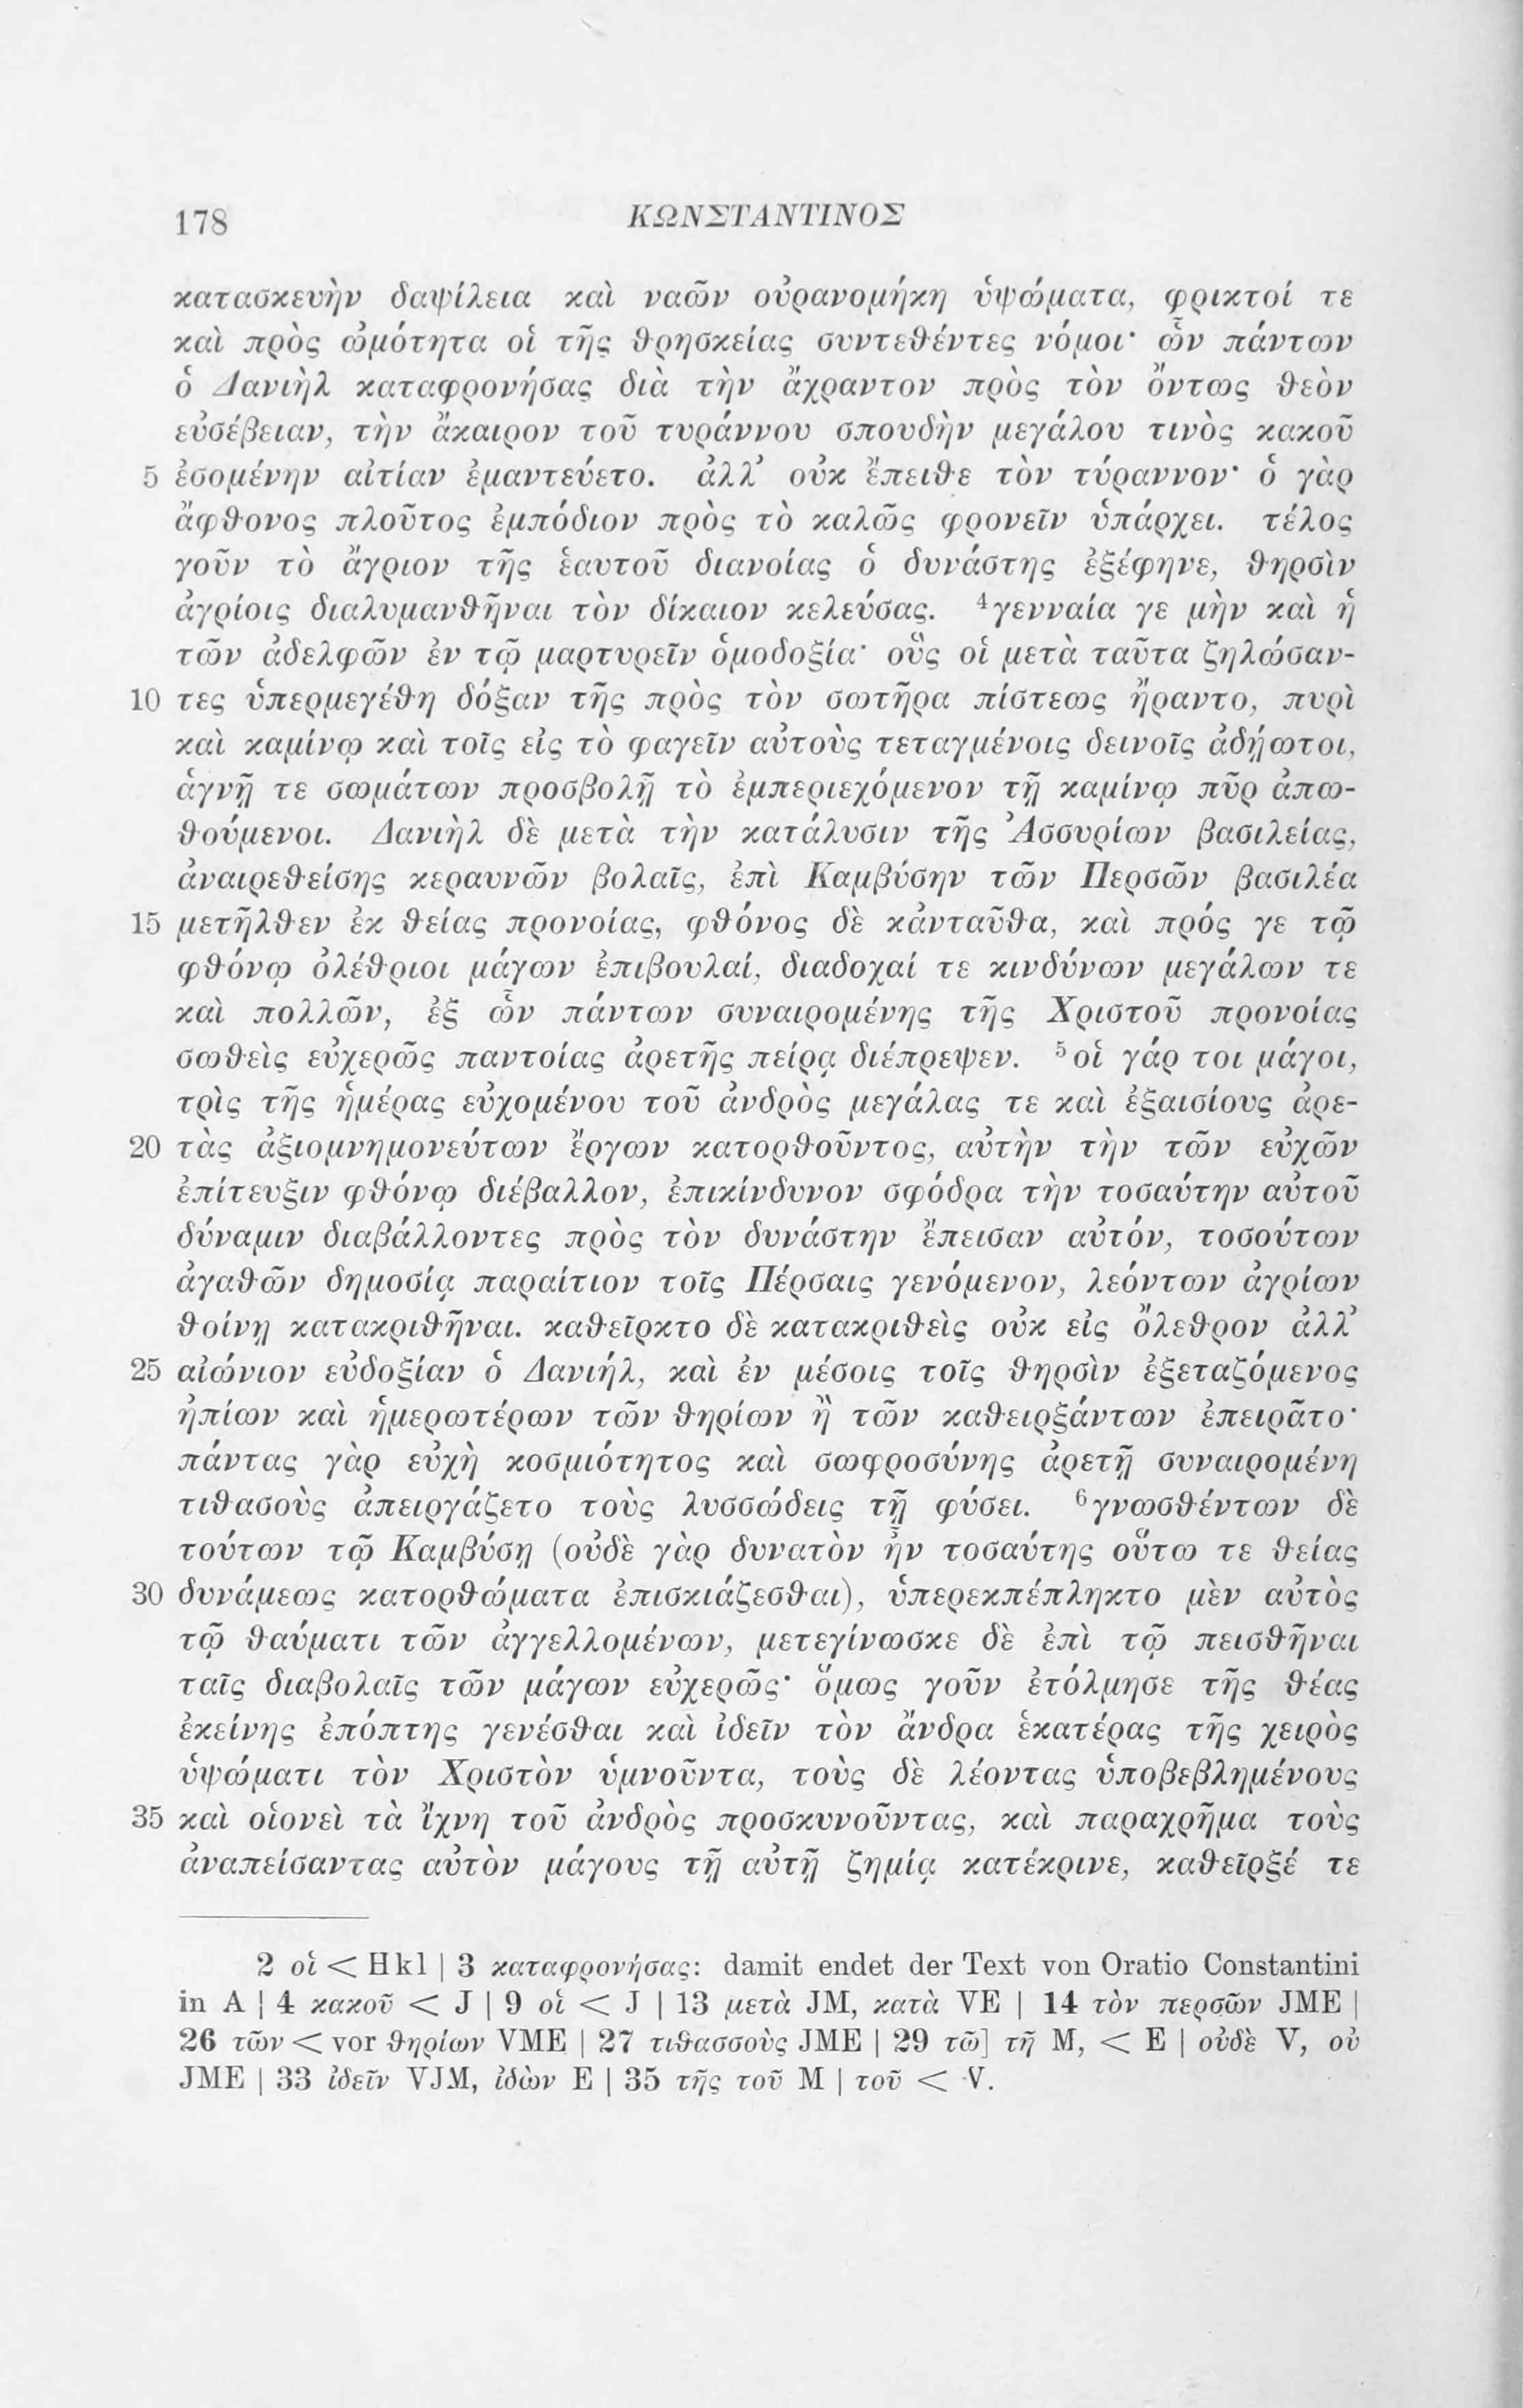 178
ΚΩΝΣΤΑΝΤΙΝΟΣ
κατασκευὴν δαψίλεια καὶ ναῶν οὐρανομήκη ὑψώματα, φρικτοί τε
καὶ πρὸς ὠμότητα οἱ τῆς θρησκείας συντεθέντες νόμοι· ὧν πάντων
ὁ Δανιὴλ καταφρονήσας διὰ τὴν ἄχραντον πρὸς τὸν ὄντως θεὸν
εὐσέβειαν, τὴν ἄκαιρον τοῦ τυράννου σπουδὴν μεγάλου τινὸς κακοῦ
5 ἐσομένην αἰτίαν ἐμαντεύετο. ἀλλ’ οὐκ ἔπειθε τὸν τύραννον· ὁ γὰρ
ἄφθονος πλοῦτος ἐμπόδιον πρὸς τὸ καλῶς φρονεῖν ὑπάρχει. τέλος
γοῦν τὸ ἄγριον τῆς ἑαυτοῦ διανοίας ὁ δυνάστης ἐξέφηνε, θηρσὶν
ἀγρίοις διαλυμανθῆναι τὸν δίκαιον κελεύσας. ⁴γενναία γε μὴν καὶ ἡ
τῶν ἀδελφῶν ἐν τῷ μαρτυρεῖν ὁμοδοξία· οὓς οἱ μετὰ ταῦτα ζηλώσαν-
10 τες ὑπερμεγέθη δόξαν τῆς πρὸς τὸν σωτῆρα πίστεως ἤραντο, πυρὶ
καὶ καμίνῳ καὶ τοῖς εἰς τὸ φαγεῖν αὐτοὺς τεταγμένοις δεινοῖς ἀδῄωτοι,
ἁγνῇ τε σωμάτων προσβολῇ τὸ ἐμπεριεχόμενον τῇ καμίνῳ πῦρ ἀπω-
θούμενοι. Δανιὴλ δὲ μετὰ τὴν κατάλυσιν τῆς Ἀσσυρίων βασιλείας,
ἀναιρεθείσης κεραυνῶν βολαῖς, ἐπὶ Καμβύσην τῶν Περσῶν βασιλέα
15 μετῆλθεν ἐκ θείας προνοίας, φθόνος δὲ κἀνταῦθα, καὶ πρός γε τῷ
φθόνῳ ὀλέθριοι μάγων ἐπιβουλαί, διαδοχαί τε κινδύνων μεγάλων τε
καὶ πολλῶν, ἐξ ὧν πάντων συναιρομένης τῆς Χριστοῦ προνοίας
σωθεὶς εὐχερῶς παντοίας ἀρετῆς πείρᾳ διέπρεψεν. ⁵οἱ γάρ τοι μάγοι,
τρὶς τῆς ἡμέρας εὐχομένου τοῦ ἀνδρὸς μεγάλας τε καὶ ἐξαισίους ἀρε-
20 τὰς ἀξιομνημονεύτων ἔργων κατορθοῦντος, αὐτὴν τὴν τῶν εὐχῶν
ἐπίτευξιν φθόνῳ διέβαλλον, ἐπικίνδυνον σφόδρα τὴν τοσαύτην αὐτοῦ
δύναμιν διαβάλλοντες πρὸς τὸν δυνάστην ἔπεισαν αὐτόν, τοσούτων
ἀγαθῶν δημοσίᾳ παραίτιον τοῖς Πέρσαις γενόμενον, λεόντων ἀγρίων
θοίνῃ κατακριθῆναι. καθεῖρκτο δὲ κατακριθεὶς οὐκ εἰς ὄλεθρον ἀλλ’
25 αἰώνιον εὐδοξίαν ὁ Δανιήλ, καὶ ἐν μέσοις τοῖς θηρσὶν ἐξεταζόμενος
ἠπίων καὶ ἡμερωτέρων τῶν θηρίων ἢ τῶν καθειρξάντων ἐπειρᾶτο·
πάντας γὰρ εὐχὴ κοσμιότητος καὶ σωφροσύνης ἀρετῇ συναιρομένη
τιθασοὺς ἀπειργάζετο τοὺς λυσσώδεις τῇ φύσει. ⁶γνωσθέντων δὲ
τούτων τῷ Καμβύσῃ (οὐδὲ γὰρ δυνατὸν ἦν τοσαύτης οὕτω τε θείας
30 δυνάμεως κατορθώματα ἐπισκιάζεσθαι), ὑπερεκπέπληκτο μὲν αὐτὸς
τῷ θαύματι τῶν ἀγγελλομένων, μετεγίνωσκε δὲ ἐπὶ τῷ πεισθῆναι
ταῖς διαβολαῖς τῶν μάγων εὐχερῶς· ὅμως γοῦν ἐτόλμησε τῆς θέας
ἐκείνης ἐπόπτης γενέσθαι καὶ ἰδεῖν τὸν ἄνδρα ἑκατέρας τῆς χειρὸς
ὑψώματι τὸν Χριστὸν ὑμνοῦντα, τοὺς δὲ λέοντας ὑποβεβλημένους
35 καὶ οἱονεὶ τὰ ἴχνη τοῦ ἀνδρὸς προσκυνοῦντας, καὶ παραχρῆμα τοὺς
ἀναπείσαντας αὐτὸν μάγους τῇ αὐτῇ ζημίᾳ κατέκρινε, καθεῖρξέ τε
2 οἱ < Hkl | 3 καταφρονήσας: damit endet der Text von Oratio Constantini
in A | 4 κακοῦ < J | 9 οἱ < J | 13 μετὰ JM, κατὰ VE | 14 τὸν περσῶν JME |
26 τῶν < vor θηρίων VME | 27 τιθασσοὺς JME | 29 τῶ] τῆ M, < E | οὐδὲ V, οὐ
JME | 33 ἰδεῖν VJM, ἰδὼν E | 35 τῆς τοῦ M | τοῦ < V.